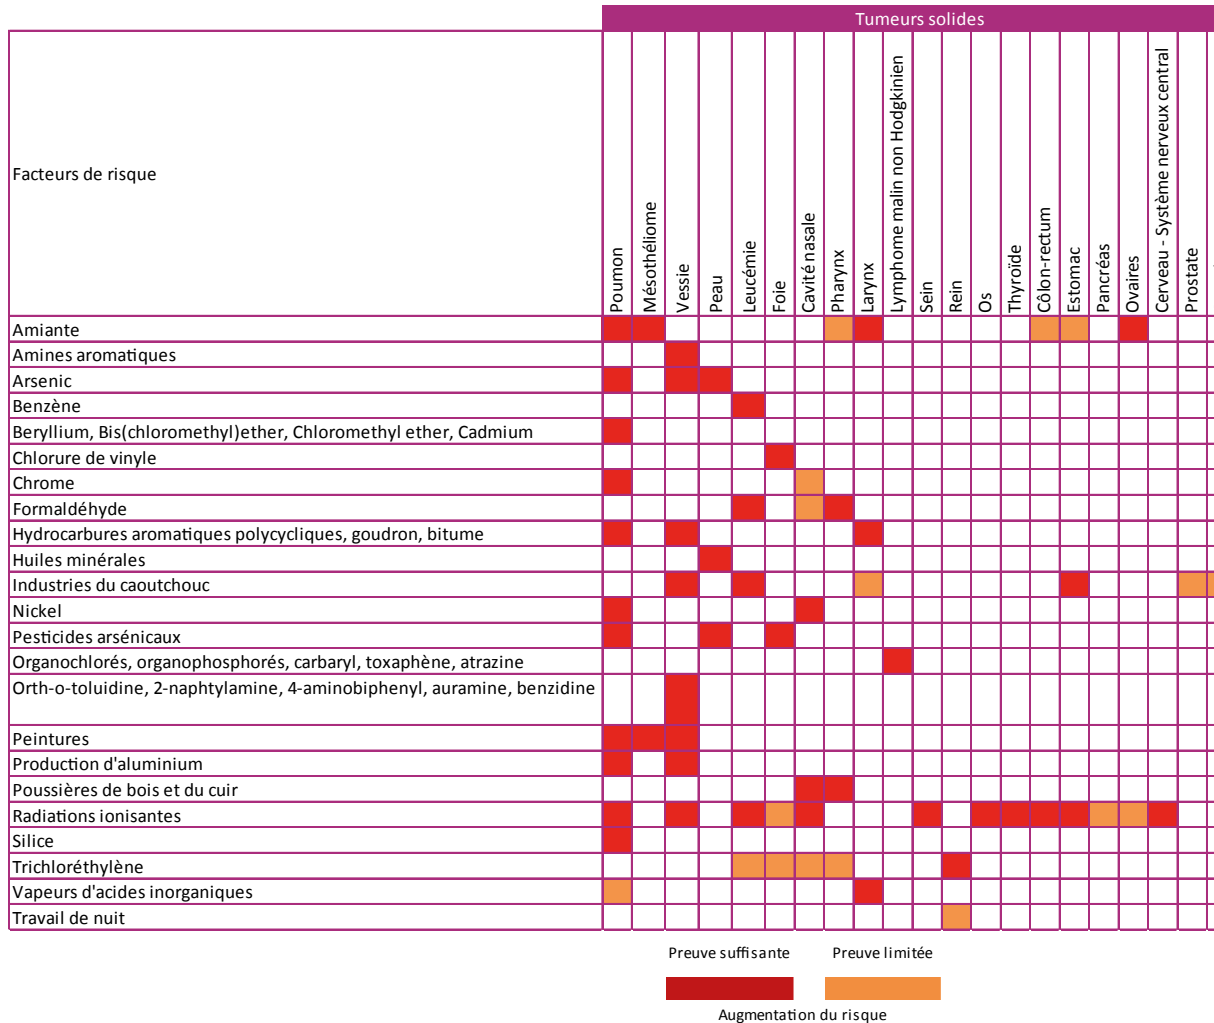 Tumeurs solides
Facteurs de risque
Poumon
Mésothéliome
Vessie
Peau
Leucémie
Foie
Cavité nasale
Pharynx
Larynx
Lymphome malin non Hodgkinien
Sein
Rein
Os
Thyroïde
Côlon-rectum
Estomac
Pancréas
Ovaires
Cerveau - Système nerveux central
Prostate
Amiante
Amines aromatiques
Arsenic
Benzène
Beryllium, Bis(chloromethyl)ether, Chloromethyl ether, Cadmium
Chlorure de vinyle
Chrome
Formaldéhyde
Hydrocarbures aromatiques polycycliques, goudron, bitume
Huiles minérales
Industries du caoutchouc
Nickel
Pesticides arsénicaux
Organochlorés, organophosphorés, carbaryl, toxaphène, atrazine
Orth-o-toluidine, 2-naphtylamine, 4-aminobiphenyl, auramine, benzidine
Peintures
Production d'aluminium
Poussières de bois et du cuir
Radiations ionisantes
Silice
Trichloréthylène
Vapeurs d'acides inorganiques
Travail de nuit
Preuve suffisante Preuve limitée
Augmentation du risque